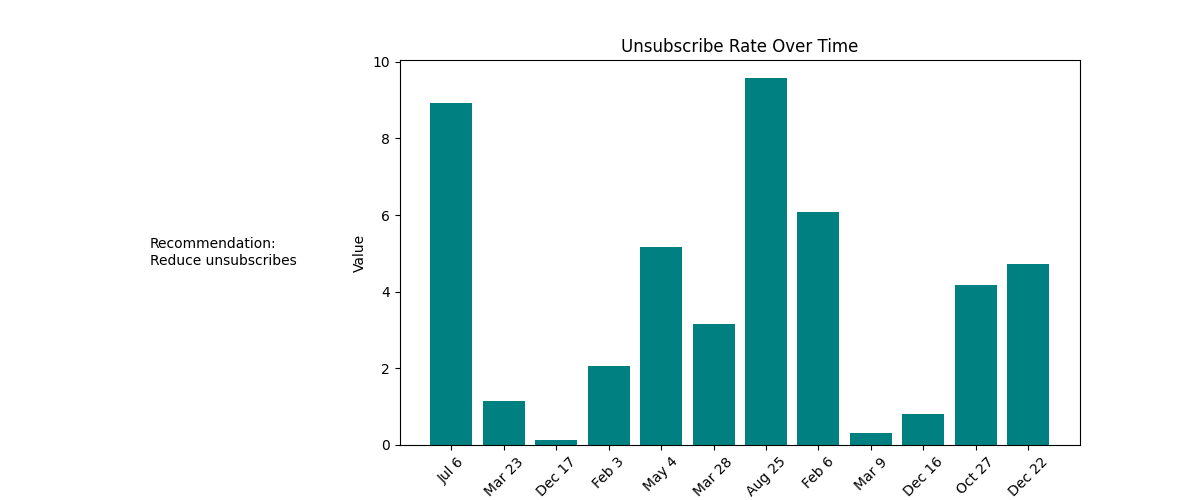 Unsubscribe Rate Over Time
Recommendation:
Reduce unsubscribes
Value
10
8
6
4
2
0
Jul 6
Mar 23
Dec 17
Feb 3
May 4
Mar 28
Aug 25
Feb 6
Mar 9
Dec 16
Oct 27
Dec 22